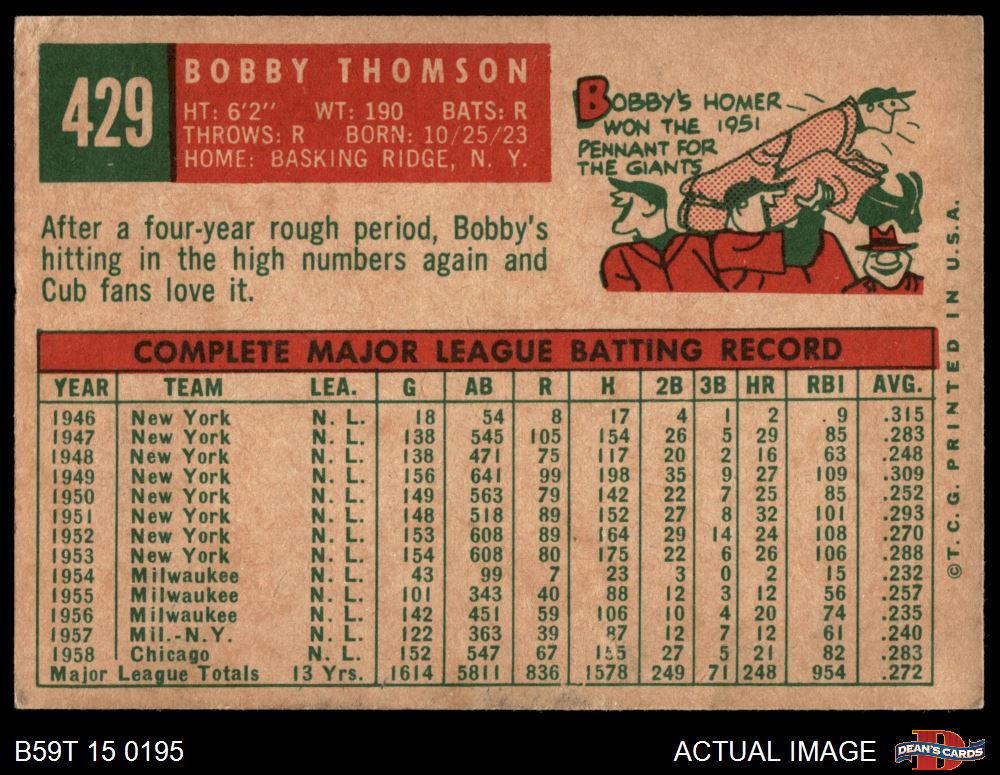 429
BOBBY THOMSON
HT: 6'2" WT: 190 BATS: R
THROWS: R BORN: 10/25/23
HOME: BASKING RIDGE, N. Y.
BOBBY'S HOMER
WON THE 1951
PENNANT FOR
THE GIANTS
After a four-year rough period, Bobby's
hitting in the high numbers again and
Cub fans love it.
COMPLETE MAJOR LEAGUE BATTING RECORD
YEAR TEAM LEA. G AB R H 2B 3B HR RBI AVG.
1946 New York N. L. 18 54 8 17 4 1 2 9 .315
1947 New York N. L. 138 545 105 154 26 5 29 85 .283
1948 New York N. L. 138 471 75 117 20 2 16 63 .248
1949 New York N. L. 156 641 99 198 35 9 27 109 .309
1950 New York N. L. 149 563 79 142 22 7 25 85 .252
1951 New York N. L. 148 518 89 152 27 8 32 101 .293
1952 New York N. L. 153 608 89 164 29 14 24 108 .270
1953 New York N. L. 154 608 80 175 22 6 26 106 .288
1954 Milwaukee N. L. 43 99 7 23 3 0 2 15 .232
1955 Milwaukee N. L. 101 343 40 88 12 3 12 56 .257
1956 Milwaukee N. L. 142 451 59 106 10 4 20 74 .235
1957 Mil.-N.Y. N. L. 122 363 39 87 12 7 12 61 .240
1958 Chicago N. L. 152 547 67 155 27 5 21 82 .283
Major League Totals 13 Yrs. 1614 5811 836 1578 249 71 248 954 .272
©T. C. G. PRINTED IN U.S.A.
B59T 15 0195
ACTUAL IMAGE
DEAN'S CARDS